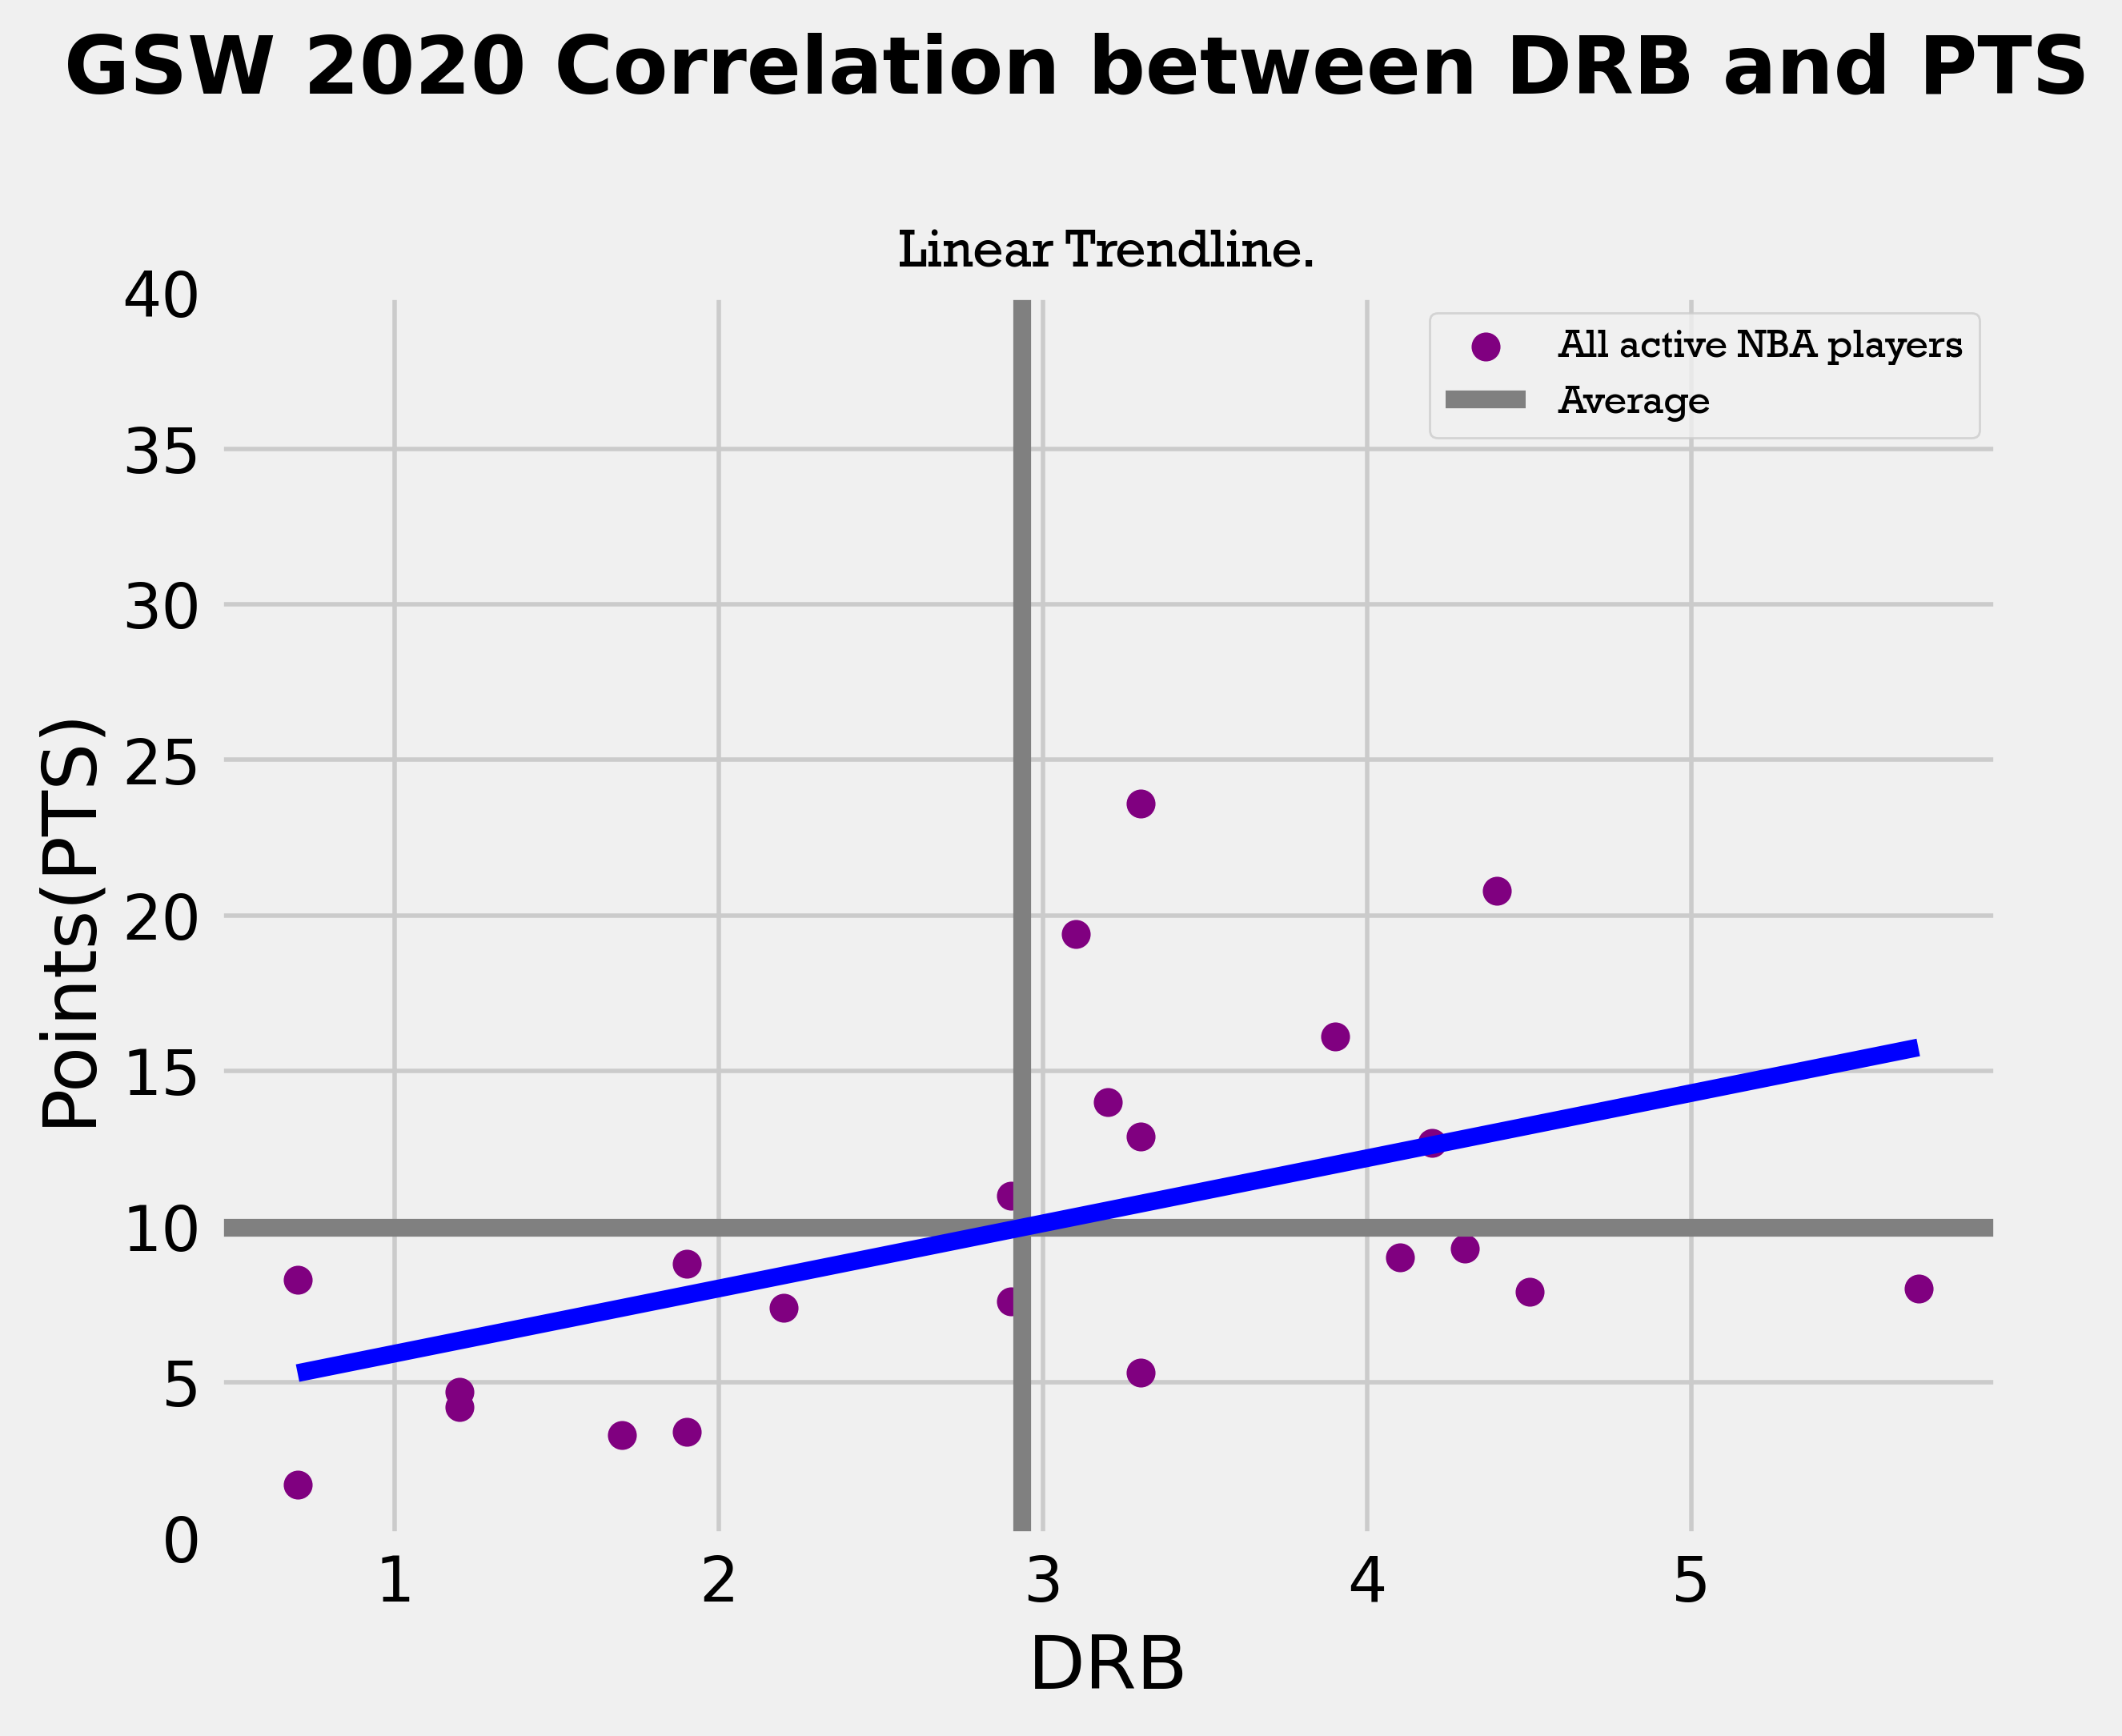 GSW 2020 Correlation between DRB and PTS
Linear Trendline.
All active NBA players
Average
Points(PTS)
40
35
30
25
20
15
10
5
0
1 2 3 4 5
DRB